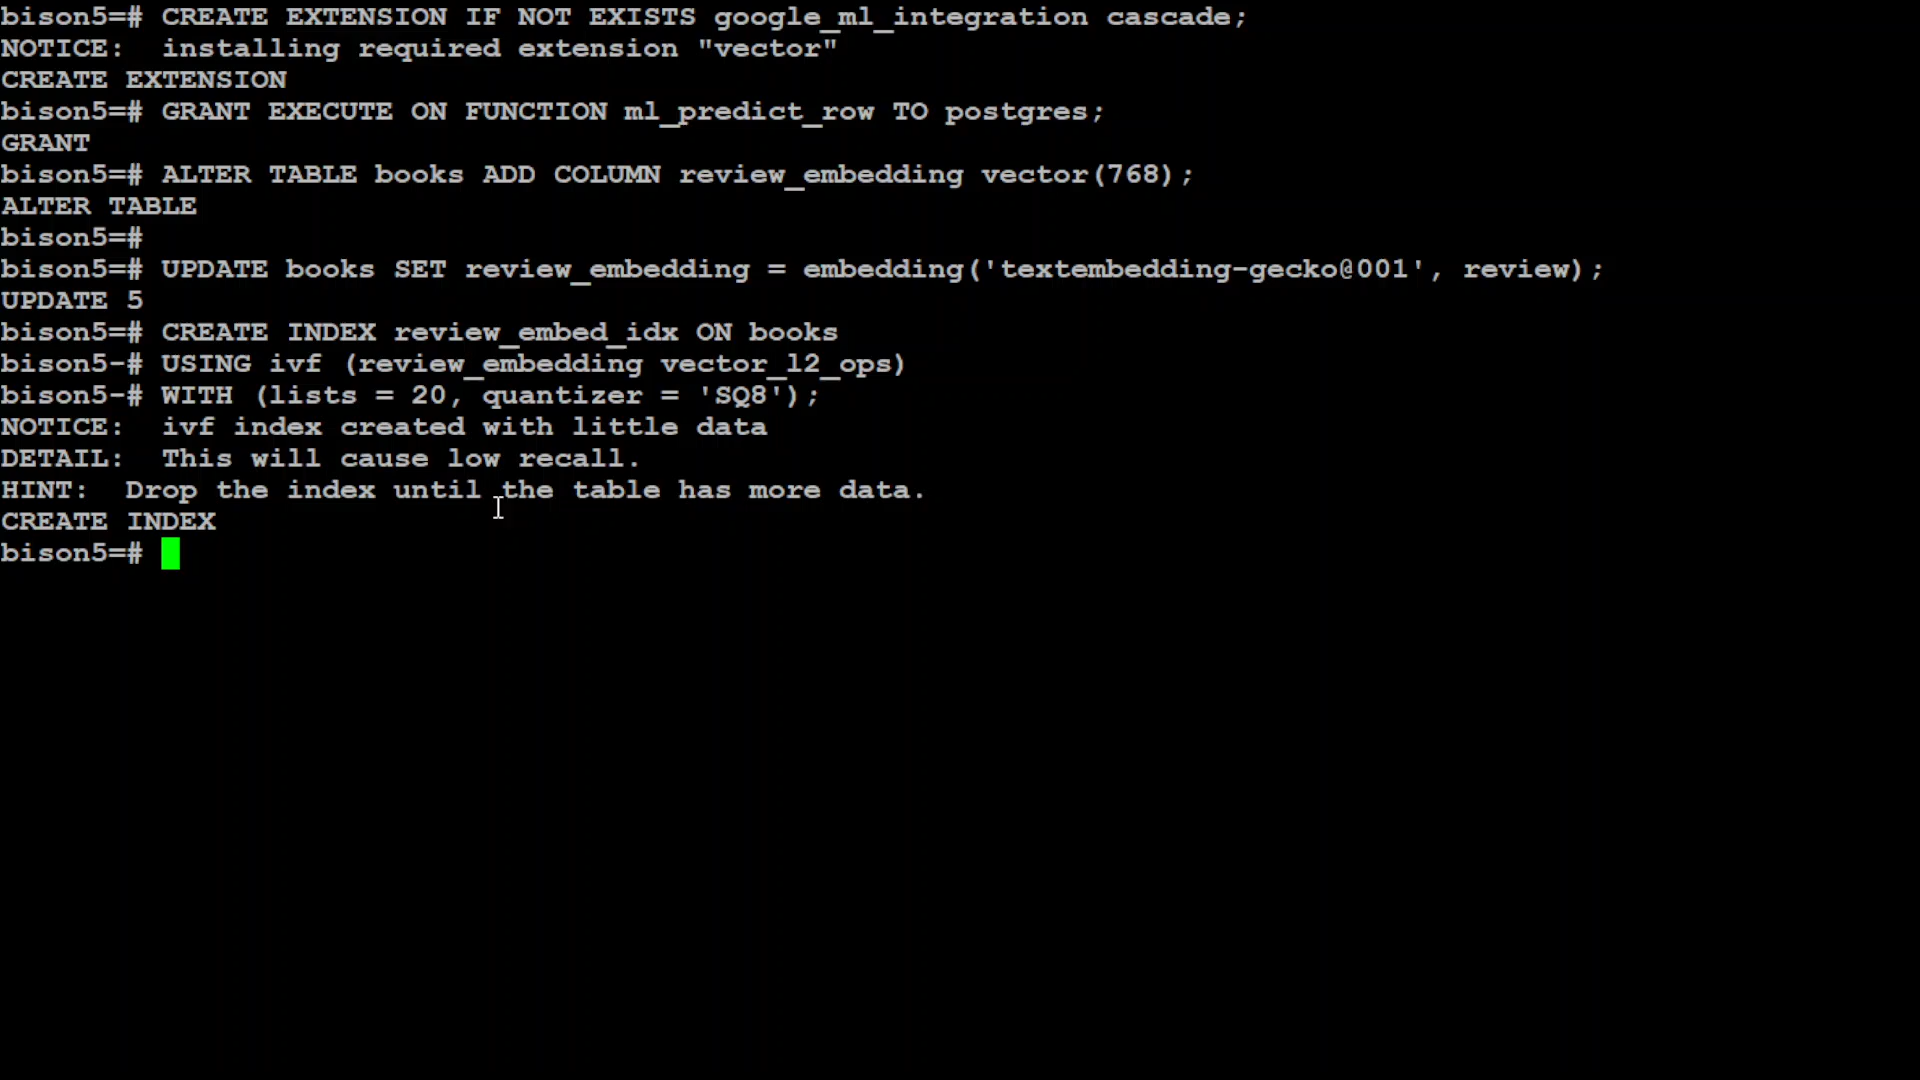 bison5=# CREATE EXTENSION IF NOT EXISTS google_ml_integration cascade;
NOTICE:  installing required extension "vector"
CREATE EXTENSION
bison5=# GRANT EXECUTE ON FUNCTION ml_predict_row TO postgres;
GRANT
bison5=# ALTER TABLE books ADD COLUMN review_embedding vector(768);
ALTER TABLE
bison5=#
bison5=# UPDATE books SET review_embedding = embedding('textembedding-gecko@001', review);
UPDATE 5
bison5=# CREATE INDEX review_embed_idx ON books
bison5-# USING ivf (review_embedding vector_l2_ops)
bison5-# WITH (lists = 20, quantizer = 'SQ8');
NOTICE:  ivf index created with little data
DETAIL:  This will cause low recall.
HINT:  Drop the index until the table has more data.
CREATE INDEX
bison5=#